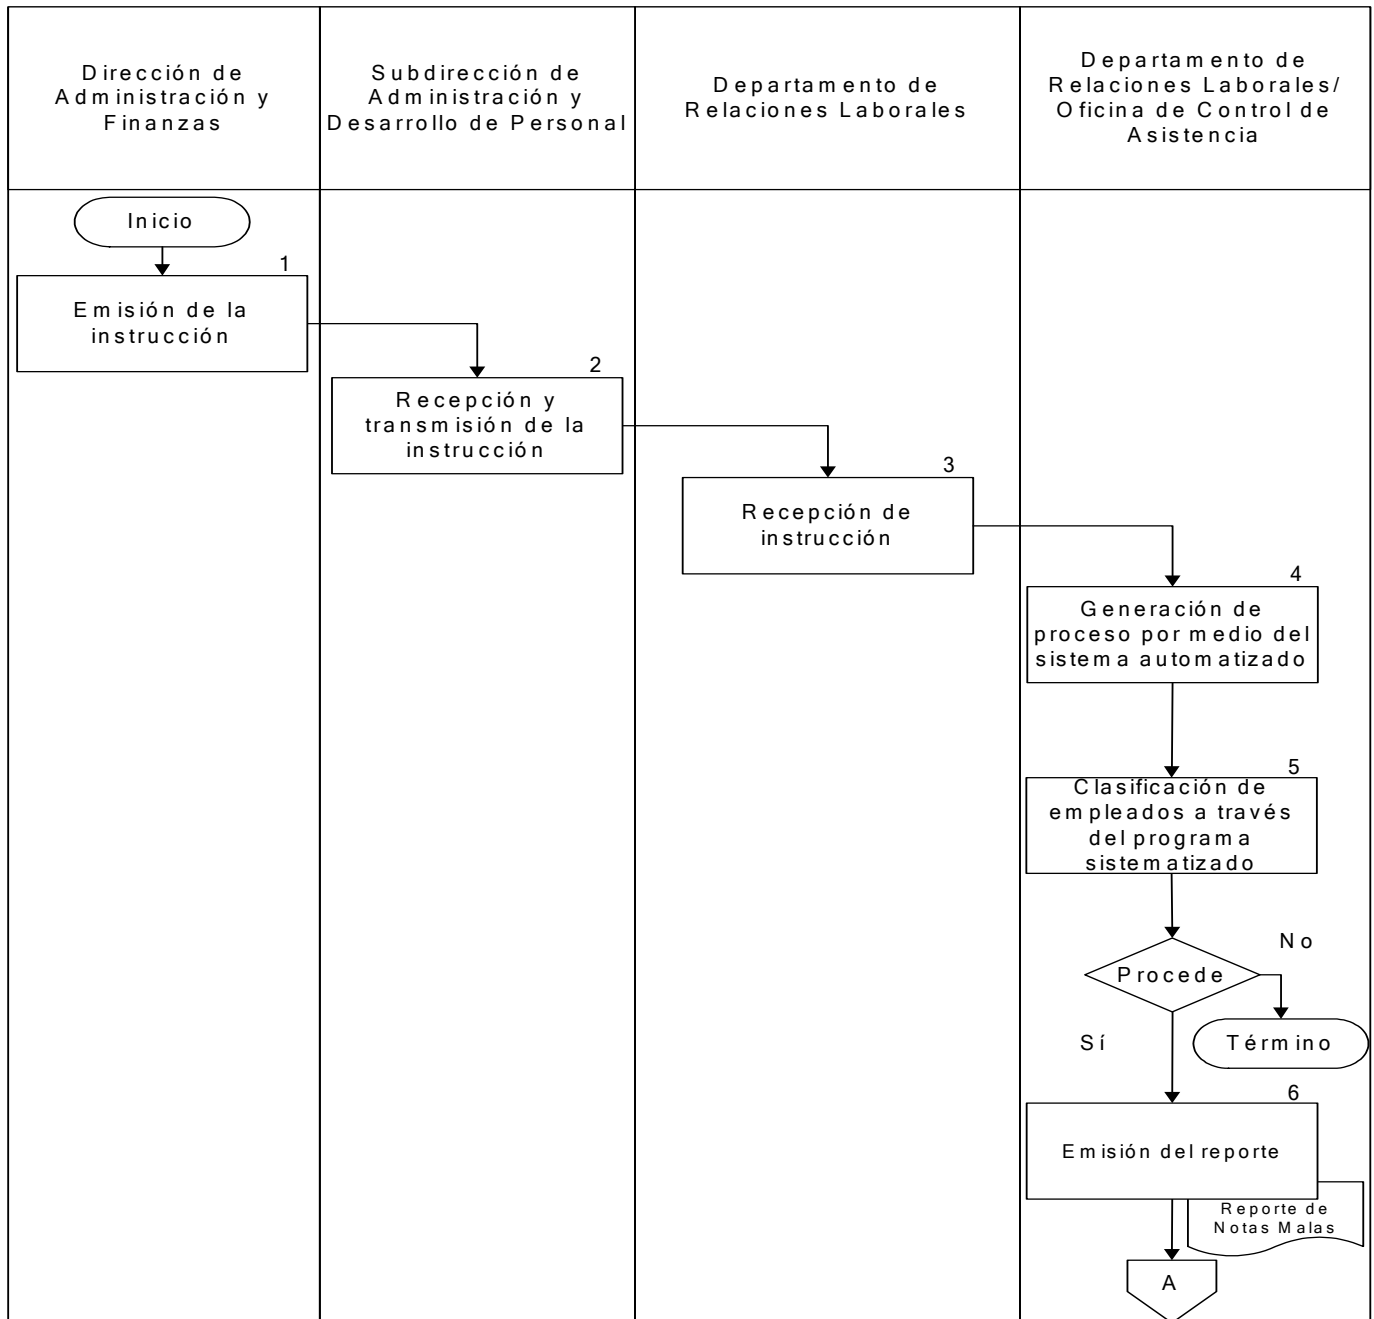 Dirección de
Administración y
Finanzas
Subdirección de
Administración y
Desarrollo de Personal
Departamento de
Relaciones Laborales
Departamento de
Relaciones Laborales/
Oficina de Control de
Asistencia
Inicio
1
Emisión de la
instrucción
2
Recepción y
transmisión de la
instrucción
3
Recepción de
instrucción
4
Generación de
proceso por medio del
sistema automatizado
5
Clasificación de
empleados a través
del programa
sistematizado
No
Procede
Sí
Término
6
Emisión del reporte
Reporte de
Notas Malas
A